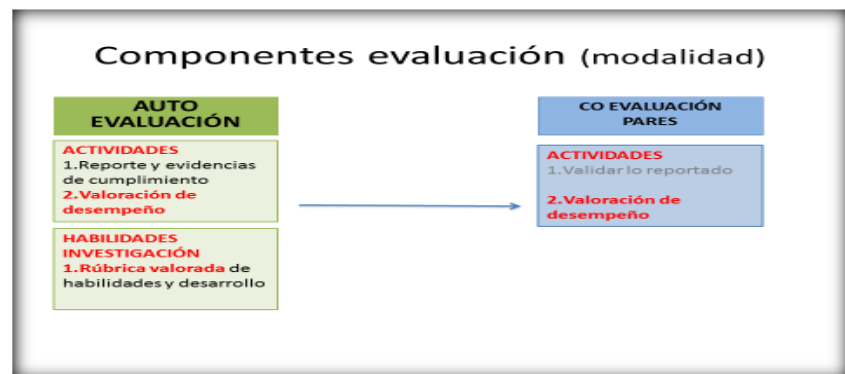 Componentes evaluación (modalidad)
AUTO
EVALUACIÓN
ACTIVIDADES
1.Reporte y evidencias
de cumplimiento
2.Valoración de
desempeño
HABILIDADES
INVESTIGACIÓN
1.Rúbrica valorada de
habilidades y desarrollo
CO EVALUACIÓN
PARES
ACTIVIDADES
1.Validar lo reportado
2.Valoración de
desempeño